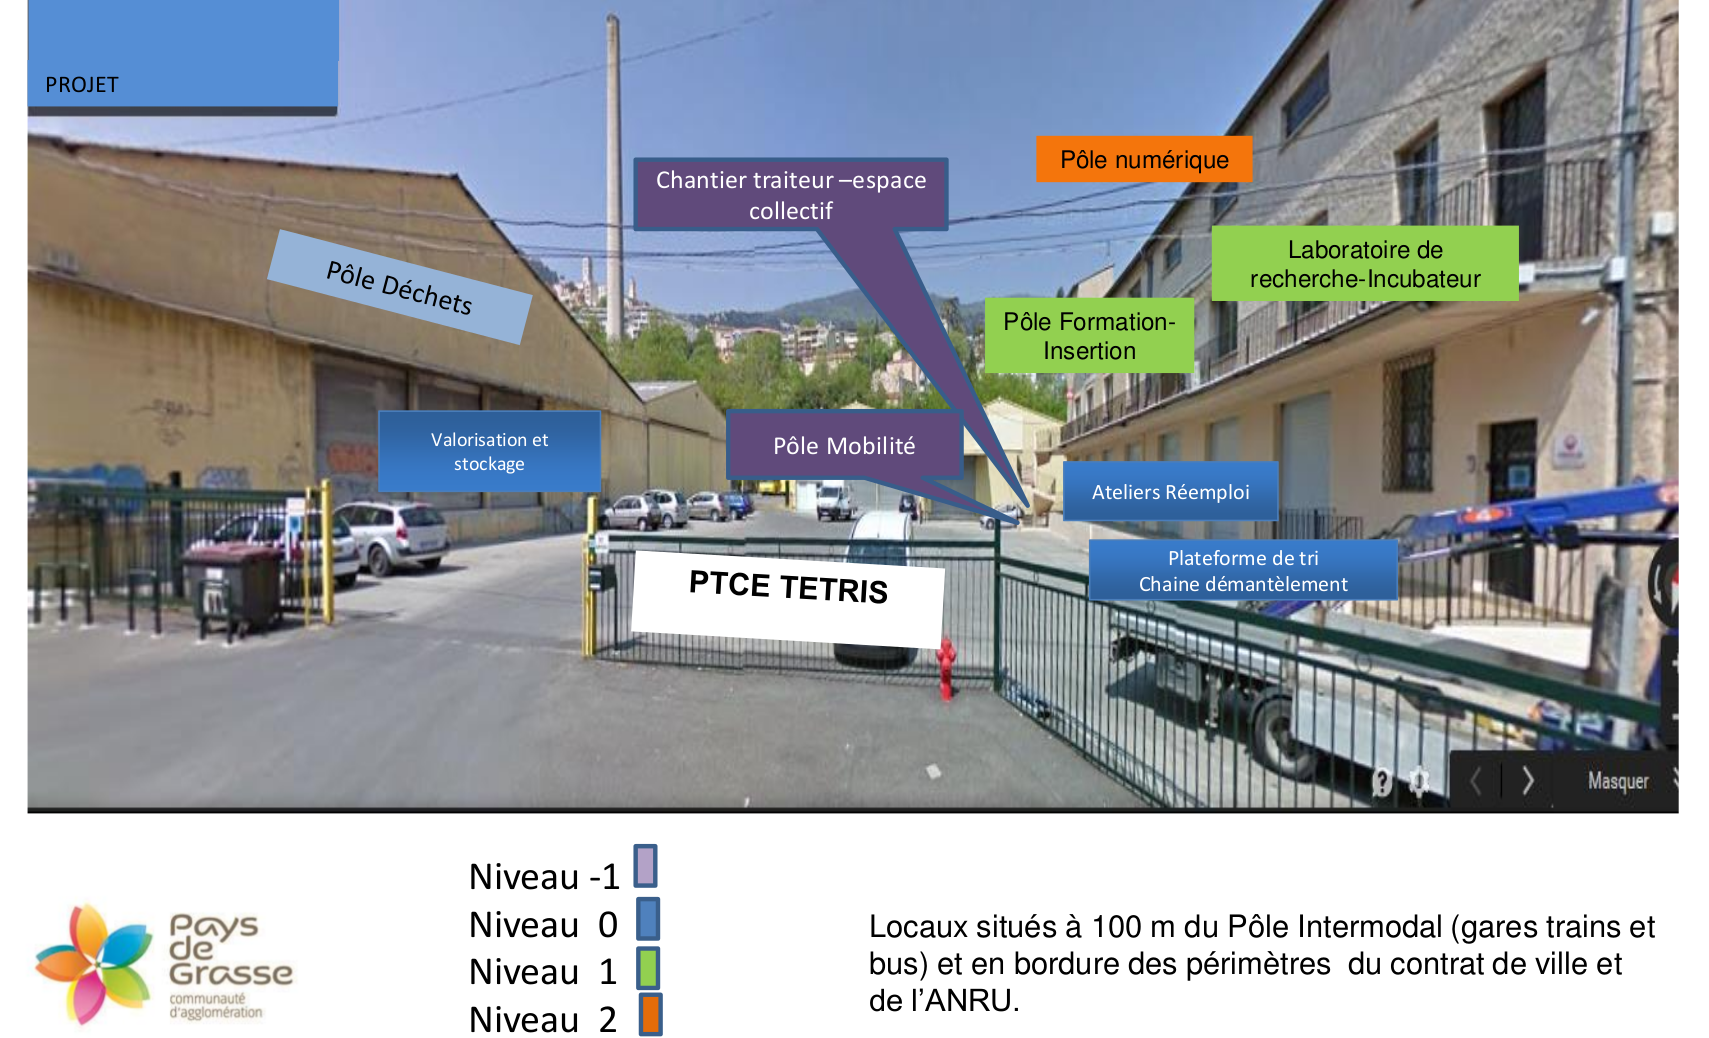 PROJET
Pôle numérique
Chantier traiteur –espace
collectif
Laboratoire de
recherche-Incubateur
Pôle Déchets
Pôle Formation-
Insertion
Valorisation et
stockage
Pôle Mobilité
Ateliers Réemploi
Plateforme de tri
Chaine démantèlement
PTCE TETRIS
Masquer
Niveau -1
Niveau 0
Niveau 1
Niveau 2
Pays
de
Grasse
communauté
d'agglomération
Locaux situés à 100 m du Pôle Intermodal (gares trains et
bus) et en bordure des périmètres du contrat de ville et
de l’ANRU.